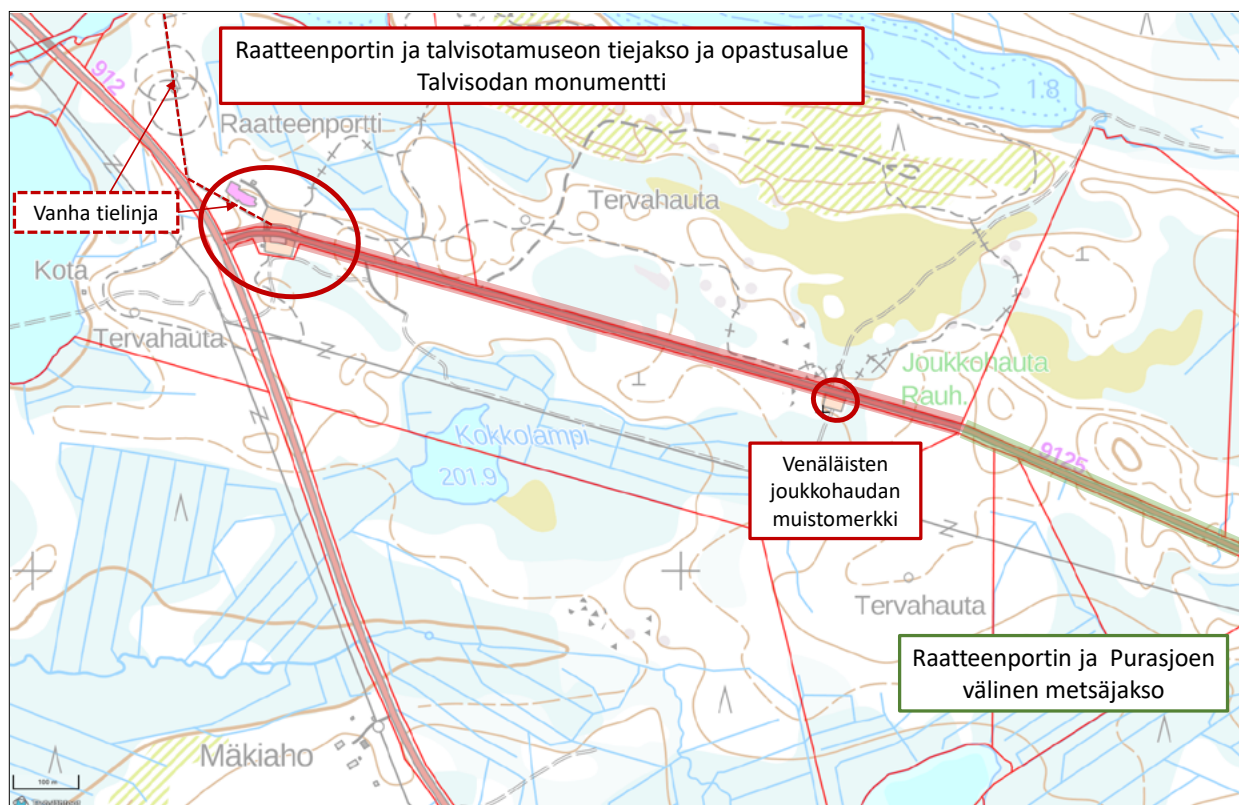 Raatteenportin ja talvisotamuseon tiejakso ja opastusalue
Talvisodan monumentti
912
1.8
Raatteenportti
Tervahauta
Vanha tielinja
Kota
Tervahauta
Joukkohauta
Rauh.
Kokkolampi
201.9
9125
Venäläisten
joukkohaudan
muistomerkki
Tervahauta
Raatteenportin ja Purasjoen
välinen metsäjakso
Mäkiaho
100 m